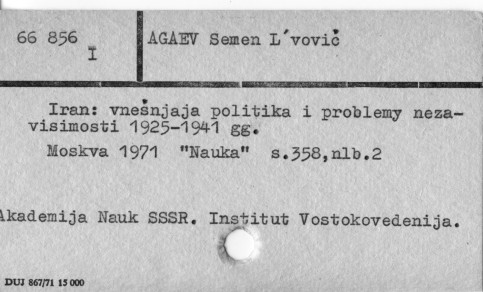 66 856
I
AGAEV Semen L´vovič
Iran: vnešnjaja politika i problemy neza-
visimosti 1925-1941 gg.
Moskva 1971 "Nauka" s.358,nlb.2
Akademija Nauk SSSR. Institut Vostokovedenija.
DUJ 867/71 15 000